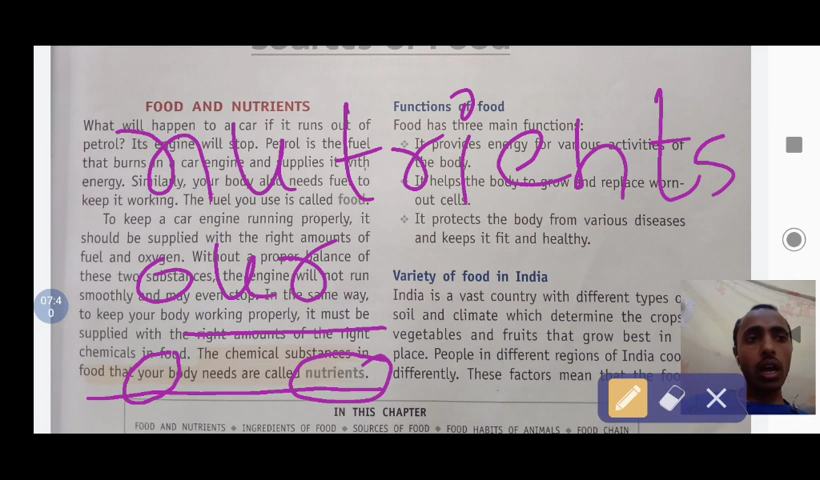 Sources of Food
FOOD AND NUTRIENTS
What will happen to a car if it runs out of
petrol? Its engine will stop. Petrol is the fuel
that burns in a car engine and supplies it with
energy. Similarly, your body also needs fuel to
keep it working. The fuel you use is called food.
To keep a car engine running properly, it
should be supplied with the right amounts of
fuel and oxygen. Without a proper balance of
these two substances, the engine will not run
smoothly and may even stop. In the same way,
to keep your body working properly, it must be
supplied with the right amounts of the right
chemicals in food. The chemical substances in
food that your body needs are called nutrients.
Functions of food
Food has three main functions:
❖ It provides energy for various activities of
the body.
❖ It helps the body to grow and replace worn-
out cells.
❖ It protects the body from various diseases
and keeps it fit and healthy.
Variety of food in India
India is a vast country with different types o
soil and climate which determine the crops
vegetables and fruits that grow best in
place. People in different regions of India coo
differently. These factors mean that the foo
IN THIS CHAPTER
FOOD AND NUTRIENTS ❖ INGREDIENTS OF FOOD ❖ SOURCES OF FOOD ❖ FOOD HABITS OF ANIMALS ❖ FOOD CHAIN
nutrients
our
07:4
0